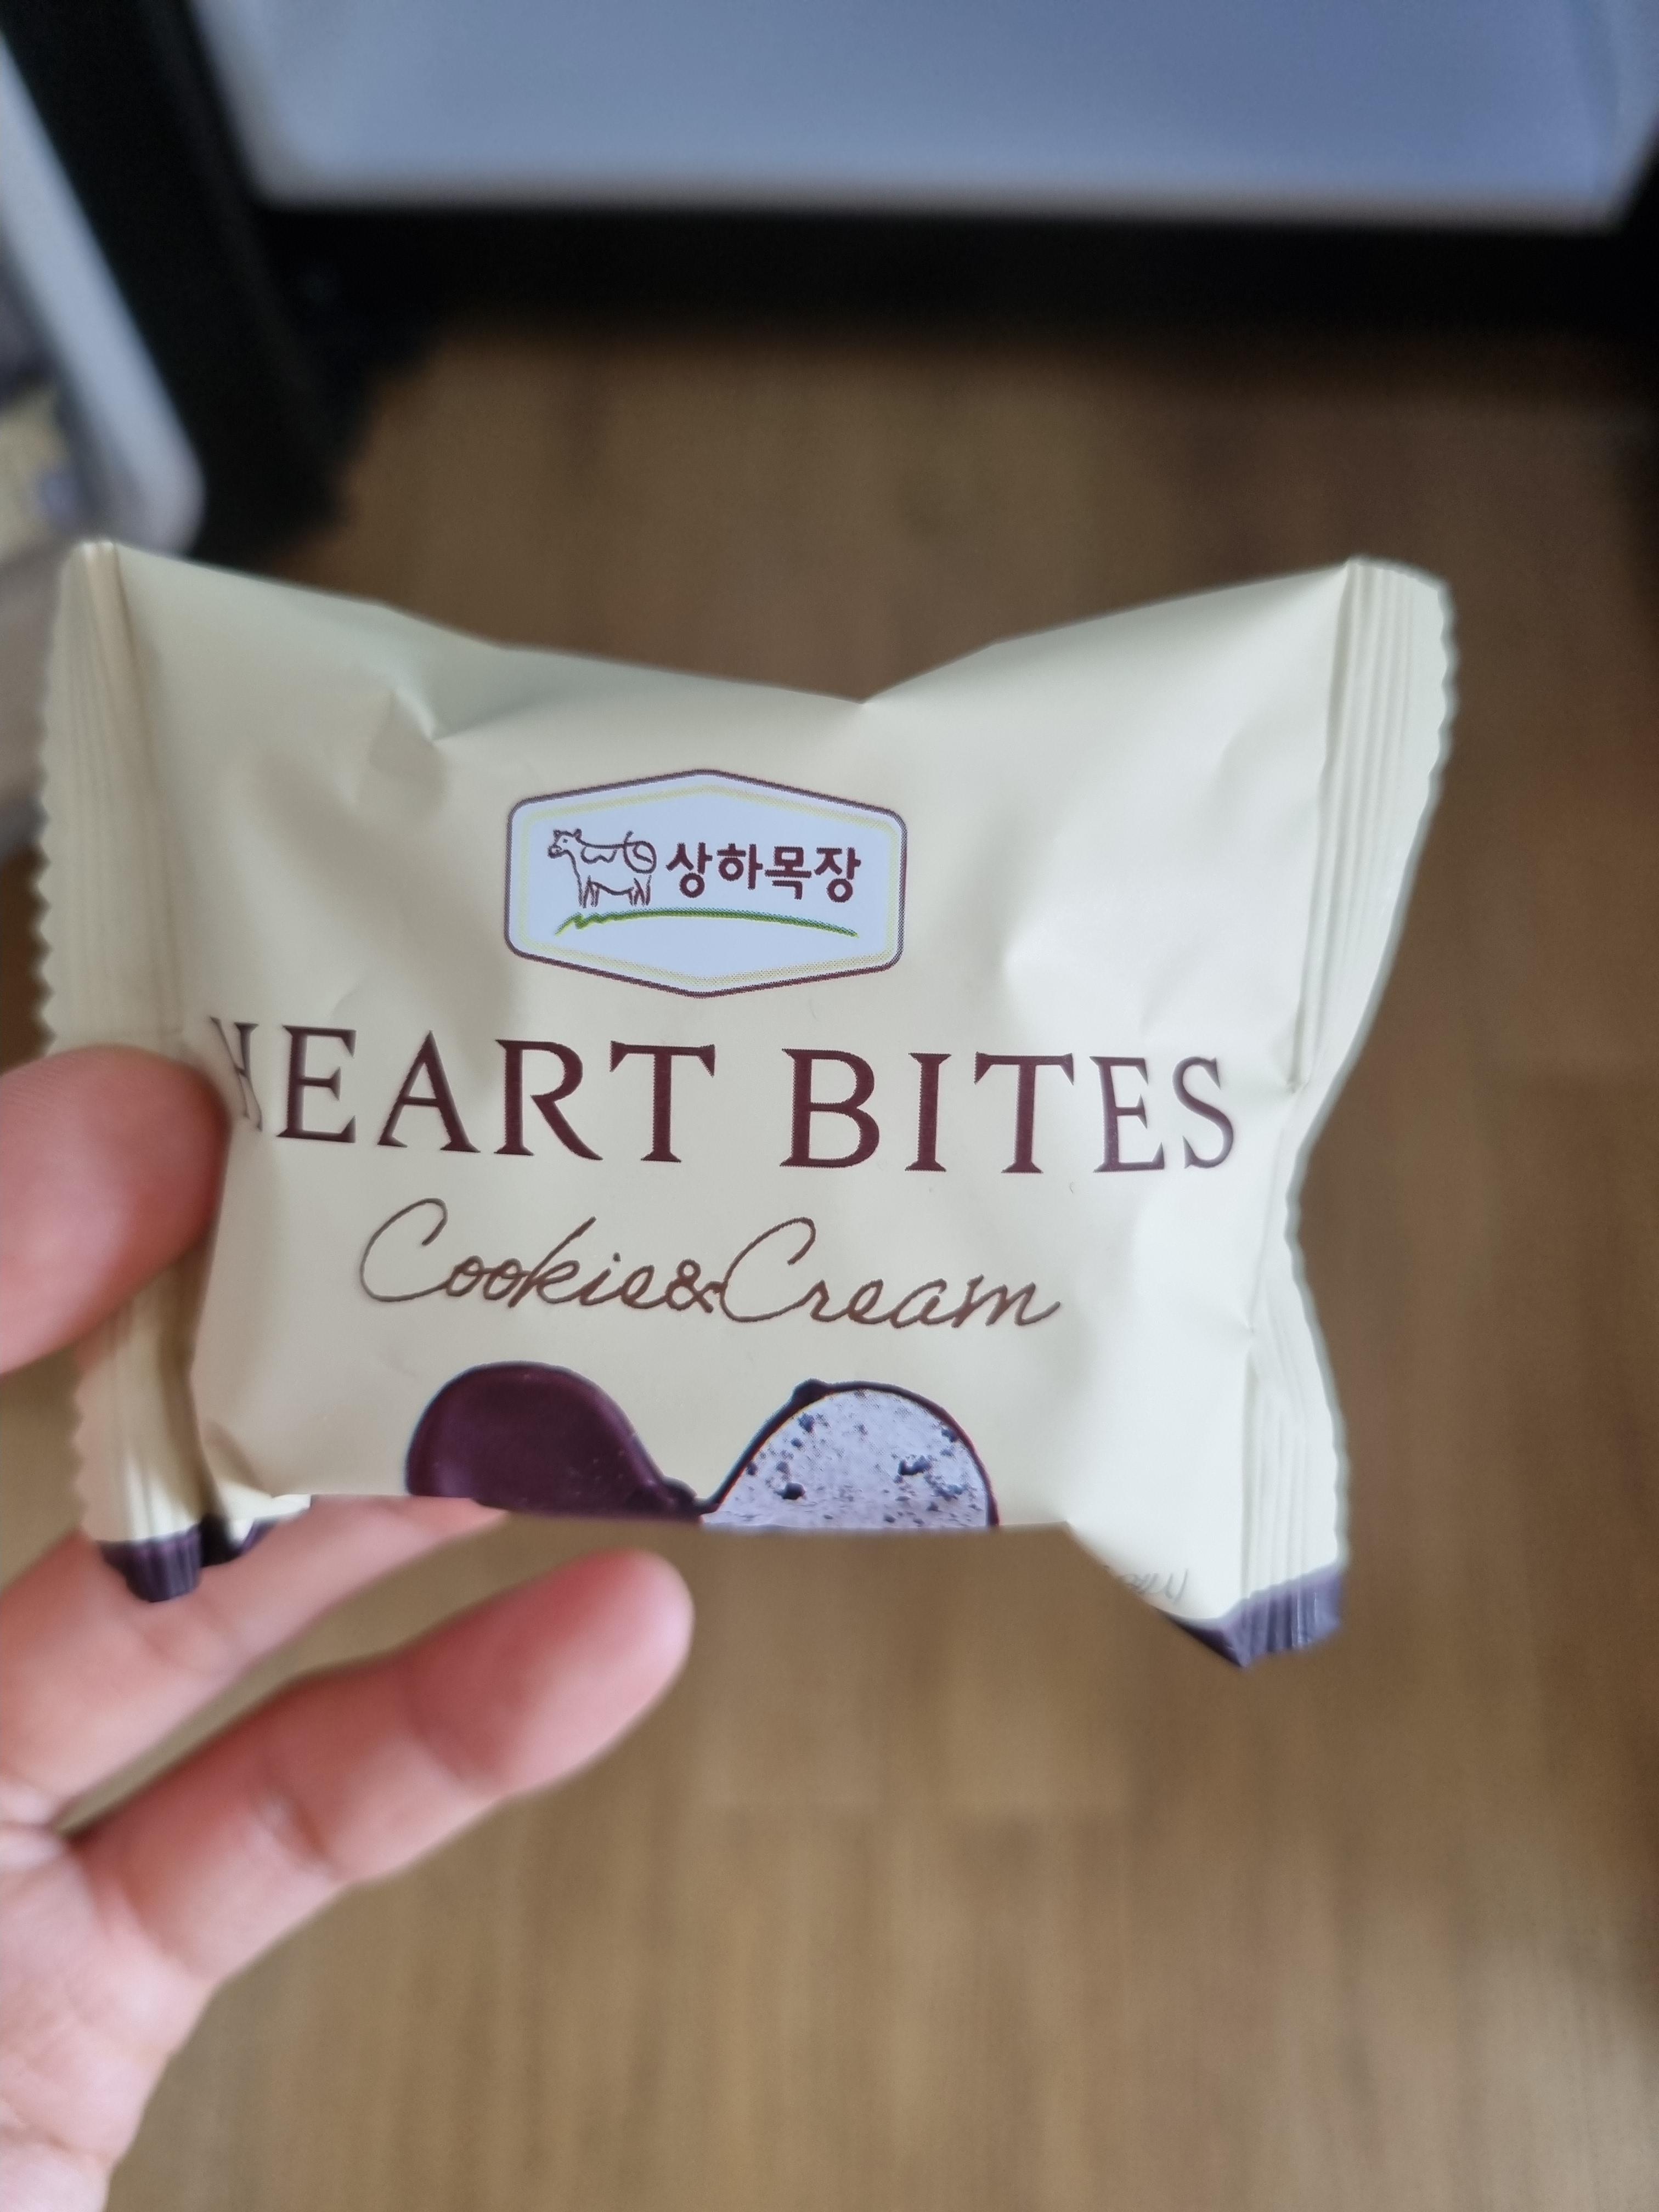 상하목장
HEART BITES
Cookie&Cream